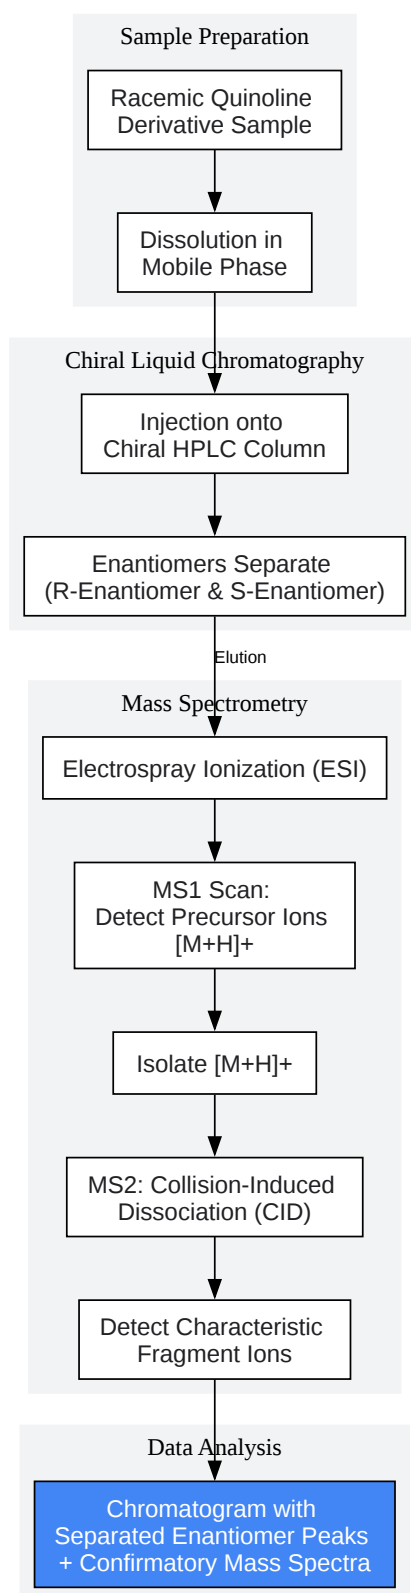 Sample Preparation
Racemic Quinoline
Derivative Sample
Dissolution in
Mobile Phase
Chiral Liquid Chromatography
Injection onto
Chiral HPLC Column
Enantiomers Separate
(R-Enantiomer & S-Enantiomer)
Elution
Mass Spectrometry
Electrospray Ionization (ESI)
MS1 Scan:
Detect Precursor Ions
[M+H]+
Isolate [M+H]+
MS2: Collision-Induced
Dissociation (CID)
Detect Characteristic
Fragment Ions
Data Analysis
Chromatogram with
Separated Enantiomer Peaks
+ Confirmatory Mass Spectra